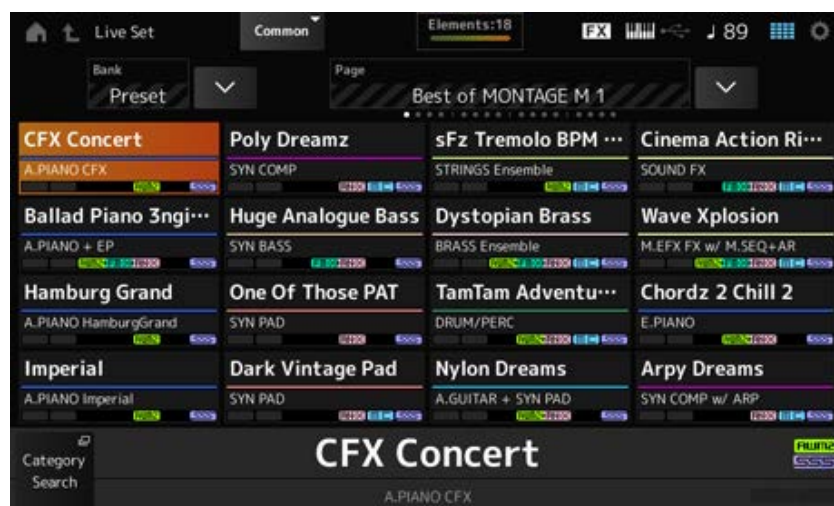 Live Set
Common
Elements:18
FX
89
Bank
Preset
Page
Best of MONTAGE M 1
CFX Concert
A.PIANO CFX
Poly Dreamz
SYN COMP
sFz Tremolo BPM ···
STRINGS Ensemble
Cinema Action Ri···
SOUND FX
Ballad Piano 3ngi···
A.PIANO + EP
Huge Analogue Bass
SYN BASS
Dystopian Brass
BRASS Ensemble
Wave Xplosion
M.EFX FX w/ M.SEQ+AR
Hamburg Grand
A.PIANO HamburgGrand
One Of Those PAT
SYN PAD
TamTam Adventu···
DRUM/PERC
Chordz 2 Chill 2
E.PIANO
Imperial
A.PIANO Imperial
Dark Vintage Pad
SYN PAD
Nylon Dreams
A.GUITAR + SYN PAD
Arpy Dreams
SYN COMP w/ ARP
Category
Search
CFX Concert
A.PIANO CFX
AWM2